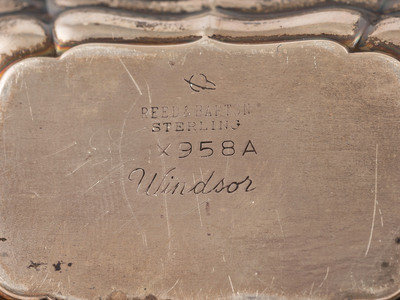 REED & BARTON
STERLING
X958A
Windsor